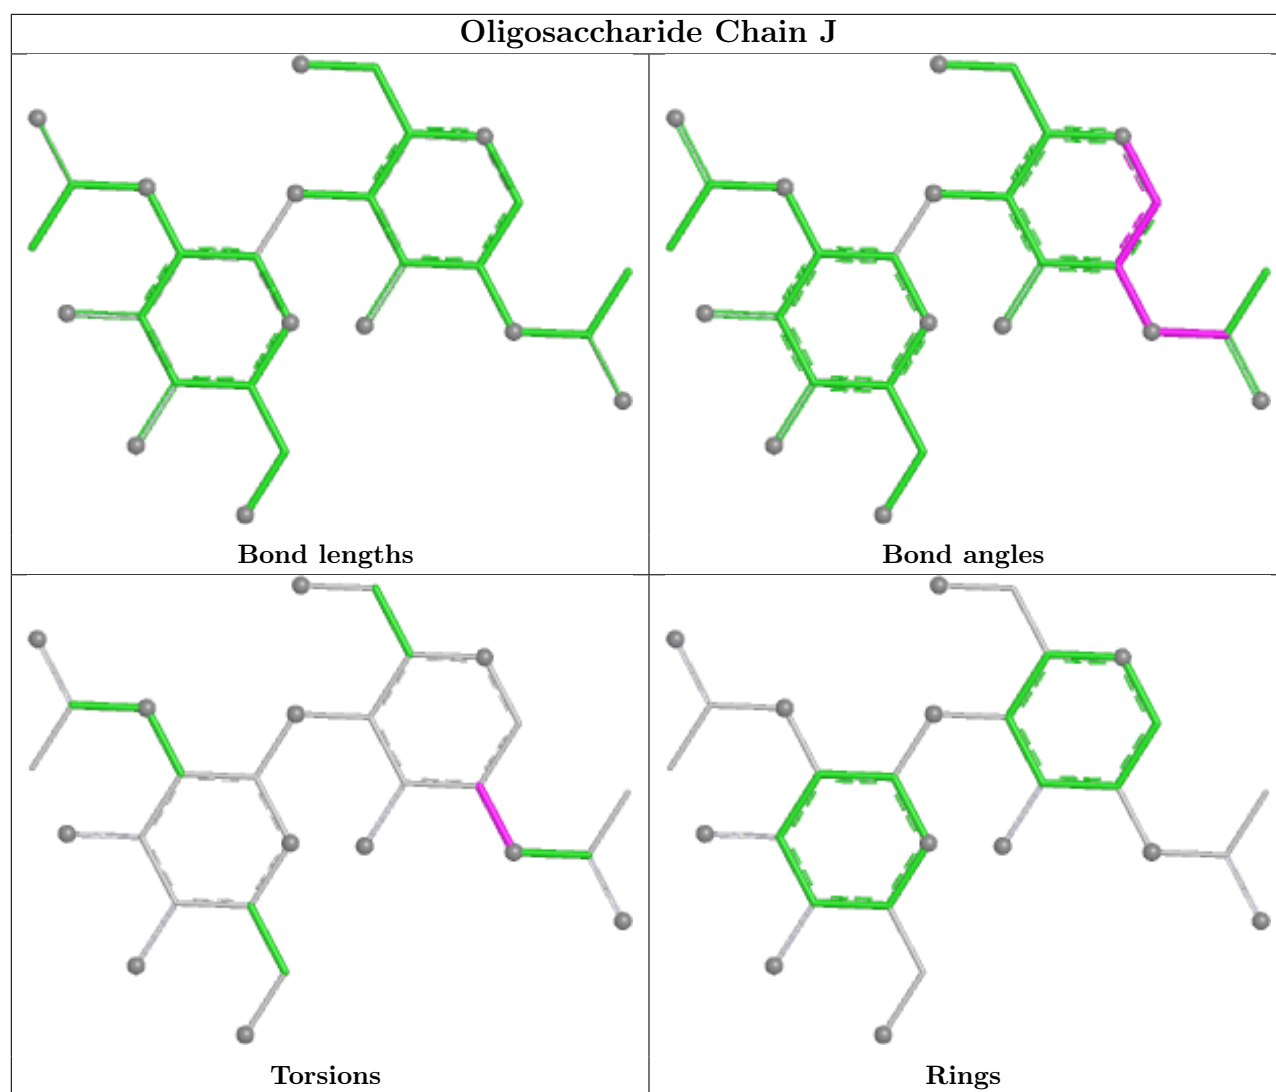 Oligosaccharide Chain J
Bond lengths
Bond angles
Torsions
Rings